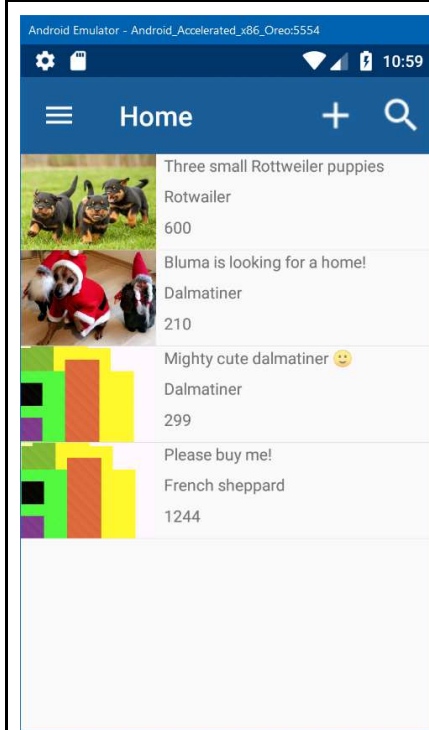 Android Emulator - Android_Accelerated_x86_Oreo:5554
10:59
Home
Three small Rottweiler puppies
Rotwailer
600
Bluma is looking for a home!
Dalmatiner
210
Mighty cute dalmatiner 🙂
Dalmatiner
299
Please buy me!
French sheppard
1244